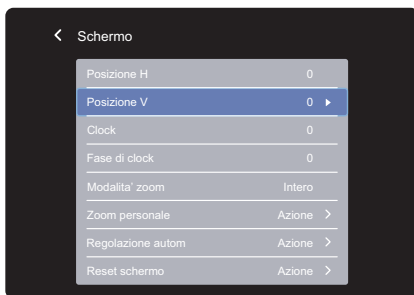 Schermo
Posizione H 0
Posizione V 0
Clock 0
Fase di clock 0
Modalita' zoom Intero
Zoom personale Azione
Regolazione autom Azione
Reset schermo Azione